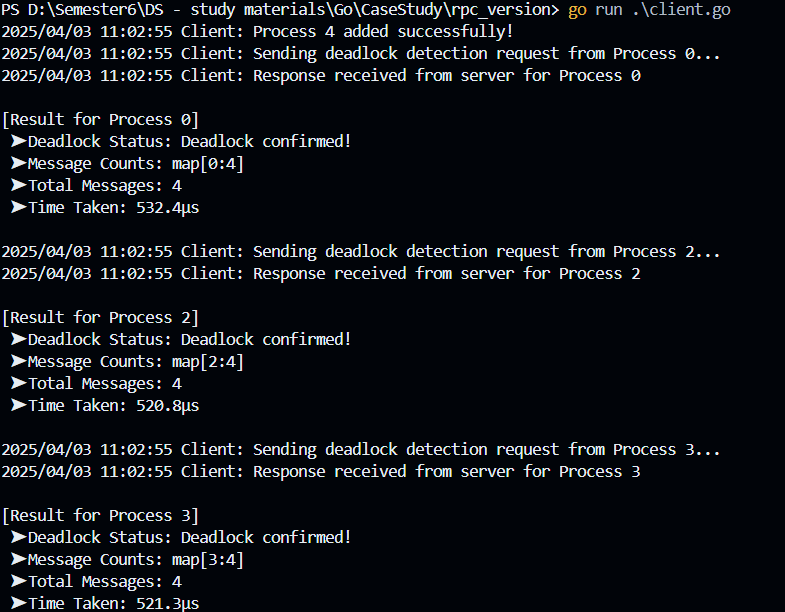 PS D:\Semester6\DS - study materials\Go\CaseStudy\rpc_version> go run .\client.go
2025/04/03 11:02:55 Client: Process 4 added successfully!
2025/04/03 11:02:55 Client: Sending deadlock detection request from Process 0...
2025/04/03 11:02:55 Client: Response received from server for Process 0
[Result for Process 0]
➤Deadlock Status: Deadlock confirmed!
➤Message Counts: map[0:4]
➤Total Messages: 4
➤Time Taken: 532.4µs
2025/04/03 11:02:55 Client: Sending deadlock detection request from Process 2...
2025/04/03 11:02:55 Client: Response received from server for Process 2
[Result for Process 2]
➤Deadlock Status: Deadlock confirmed!
➤Message Counts: map[2:4]
➤Total Messages: 4
➤Time Taken: 520.8µs
2025/04/03 11:02:55 Client: Sending deadlock detection request from Process 3...
2025/04/03 11:02:55 Client: Response received from server for Process 3
[Result for Process 3]
➤Deadlock Status: Deadlock confirmed!
➤Message Counts: map[3:4]
➤Total Messages: 4
➤Time Taken: 521.3µs